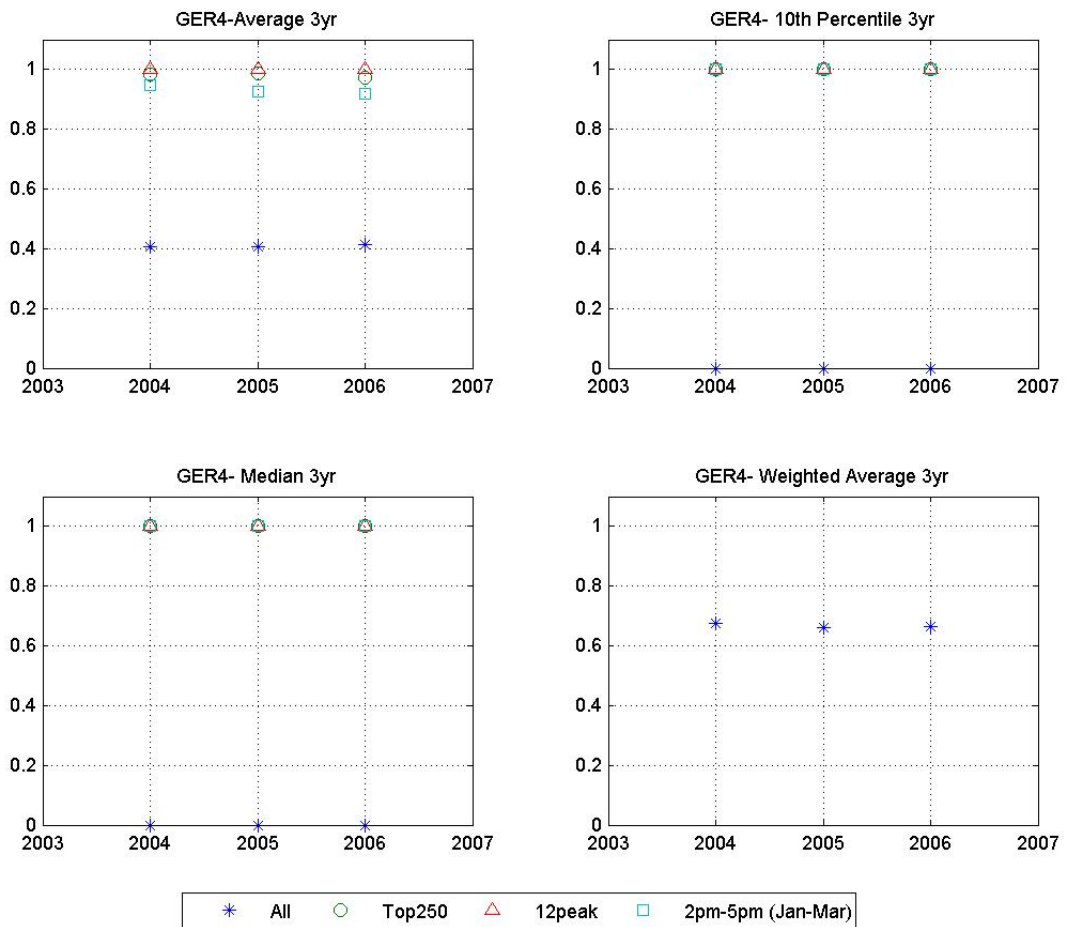 GER4-Average 3yr
1
0.8
0.6
0.4
0.2
0
2003 2004 2005 2006 2007
GER4- 10th Percentile 3yr
1
0.8
0.6
0.4
0.2
0
2003 2004 2005 2006 2007
GER4- Median 3yr
1
0.8
0.6
0.4
0.2
0
2003 2004 2005 2006 2007
GER4- Weighted Average 3yr
1
0.8
0.6
0.4
0.2
0
2003 2004 2005 2006 2007
All Top250 12peak 2pm-5pm (Jan-Mar)